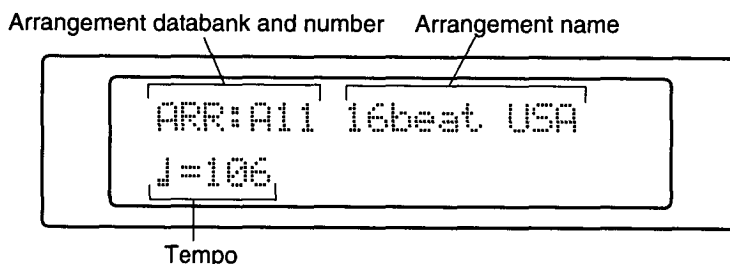 Arrangement databank and number Arrangement name
ARR:A11 16beat USA
♩=106
Tempo